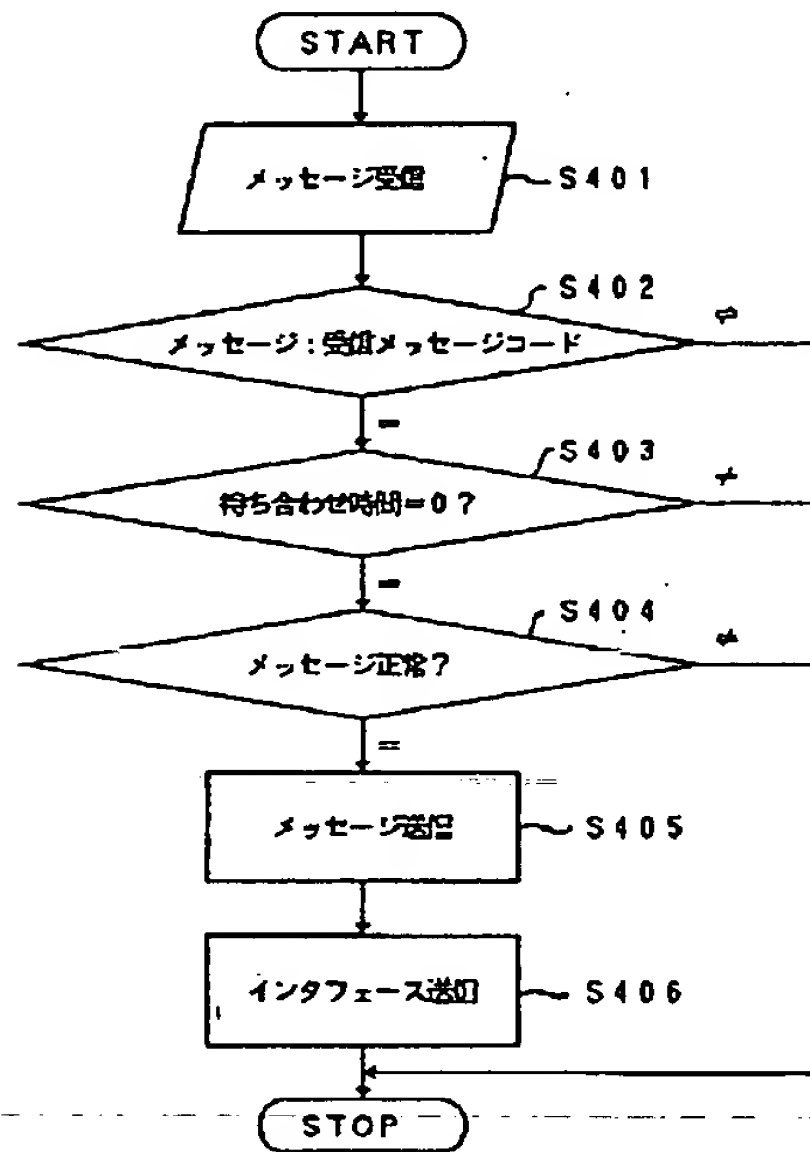 START
メッセージ受信
S401
S402
メッセージ:受信メッセージコード
≠
=
S403
待ち合わせ時間=0?
≠
=
S404
メッセージ正常?
≠
=
メッセージ送信
S405
インタフェース送信
S406
STOP